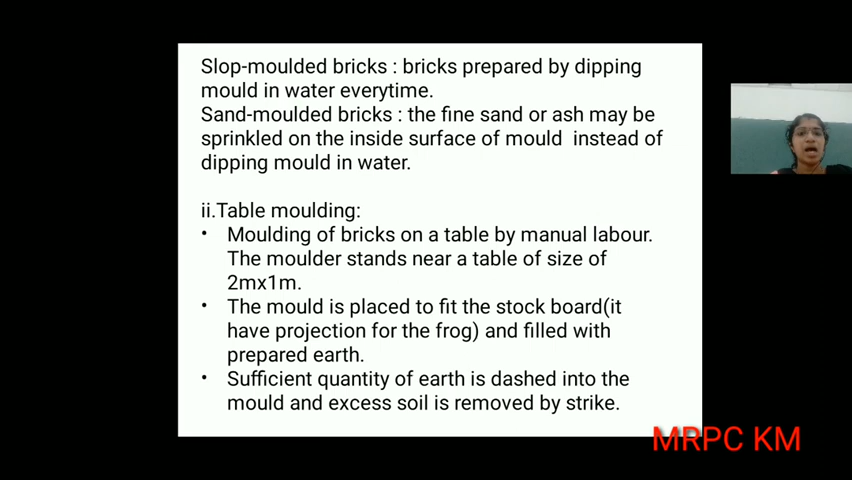 Slop-moulded bricks : bricks prepared by dipping
mould in water everytime.
Sand-moulded bricks : the fine sand or ash may be
sprinkled on the inside surface of mould instead of
dipping mould in water.
ii.Table moulding:
• Moulding of bricks on a table by manual labour.
The moulder stands near a table of size of
2mx1m.
• The mould is placed to fit the stock board(it
have projection for the frog) and filled with
prepared earth.
• Sufficient quantity of earth is dashed into the
mould and excess soil is removed by strike.
MRPC KM